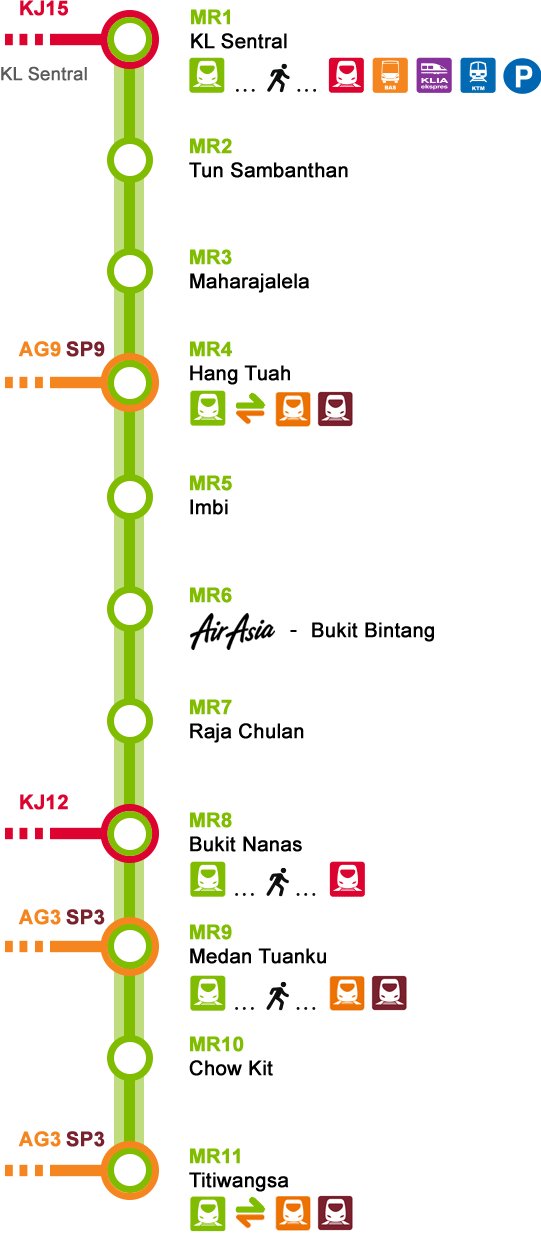 KJ15
KL Sentral
MR1
KL Sentral
... ...
BAS
KLIA
ekspres
KTM
P
MR2
Tun Sambanthan
MR3
Maharajalela
AG9 SP9
MR4
Hang Tuah
MR5
Imbi
MR6
AirAsia - Bukit Bintang
MR7
Raja Chulan
KJ12
MR8
Bukit Nanas
... ...
AG3 SP3
MR9
Medan Tuanku
... ...
MR10
Chow Kit
AG3 SP3
MR11
Titiwangsa